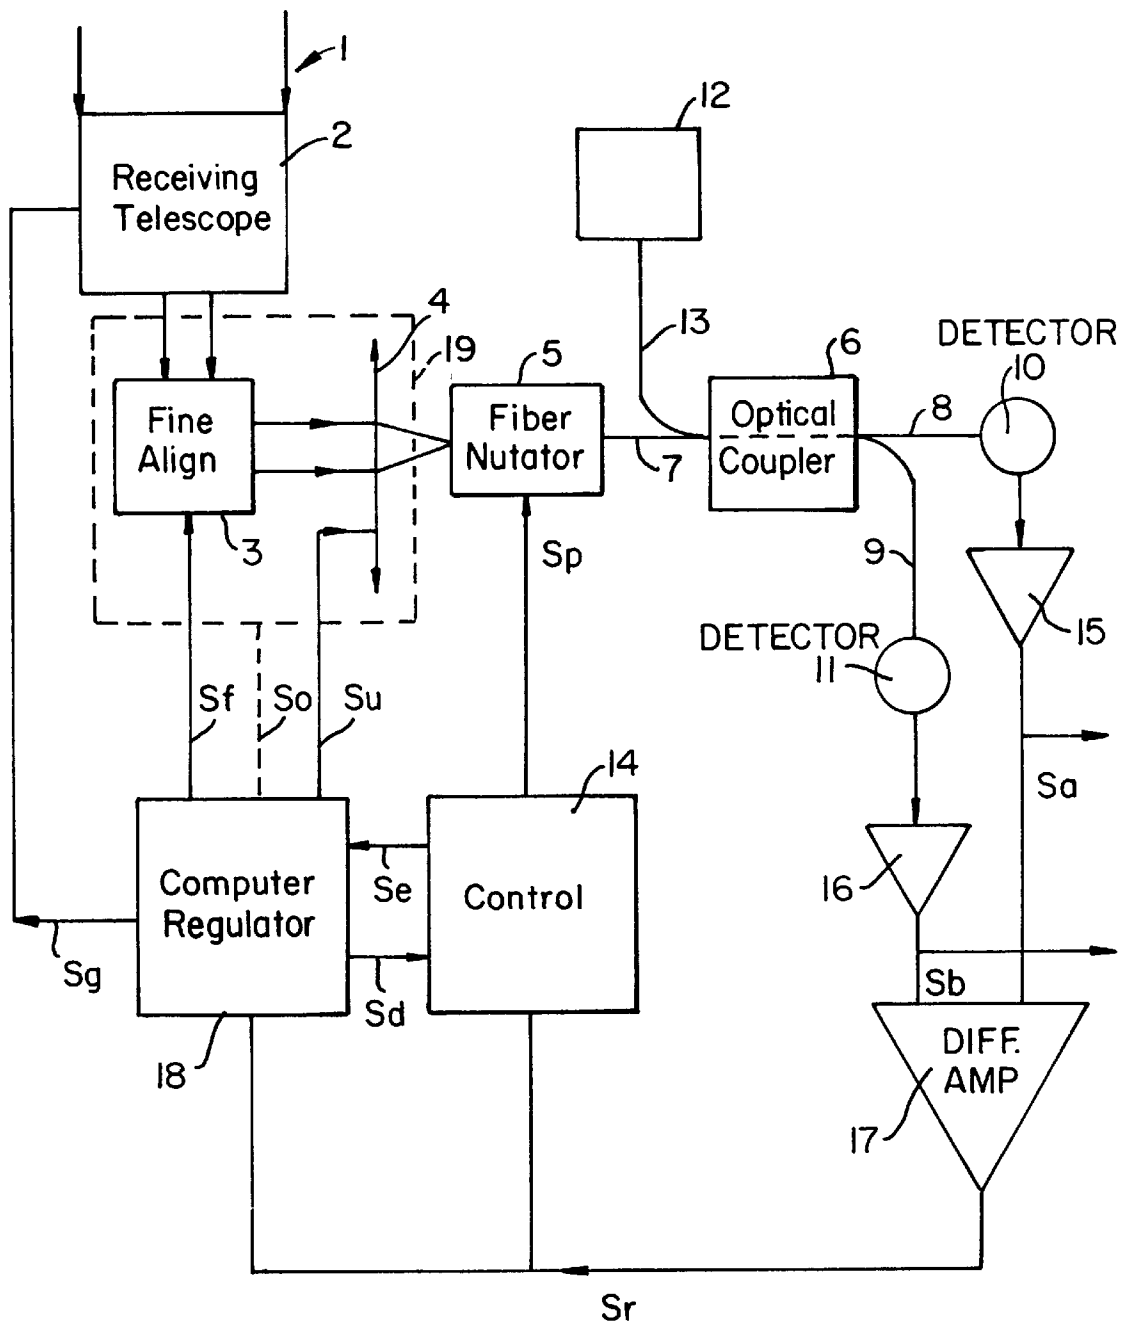 1
2
Receiving
Telescope
12
13
4
19
5
6
DETECTOR
10
Fine
Align
Fiber
Nutator
Optical
Coupler
8
7
3
Sp
9
15
DETECTOR
11
Sf
So
Su
14
Sa
16
Computer
Regulator
Se
Control
Sg
Sd
Sb
18
DIFF.
AMP
17
Sr